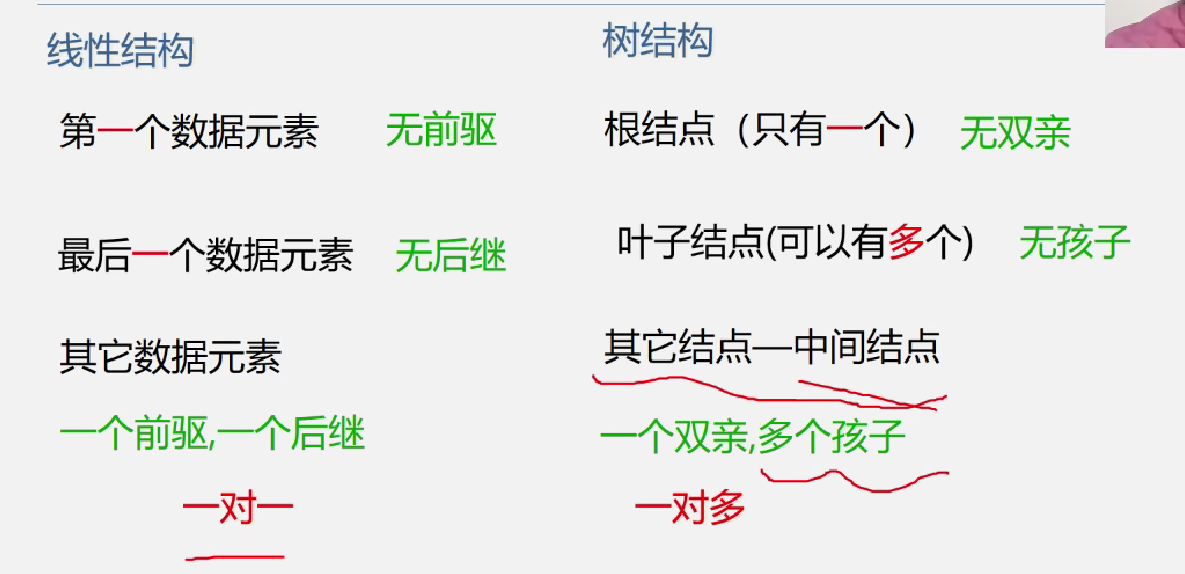 线性结构
第一个数据元素 无前驱
最后一个数据元素 无后继
其它数据元素
一个前驱,一个后继
一对一
树结构
根结点（只有一个） 无双亲
叶子结点(可以有多个) 无孩子
其它结点—中间结点
一个双亲,多个孩子
一对多